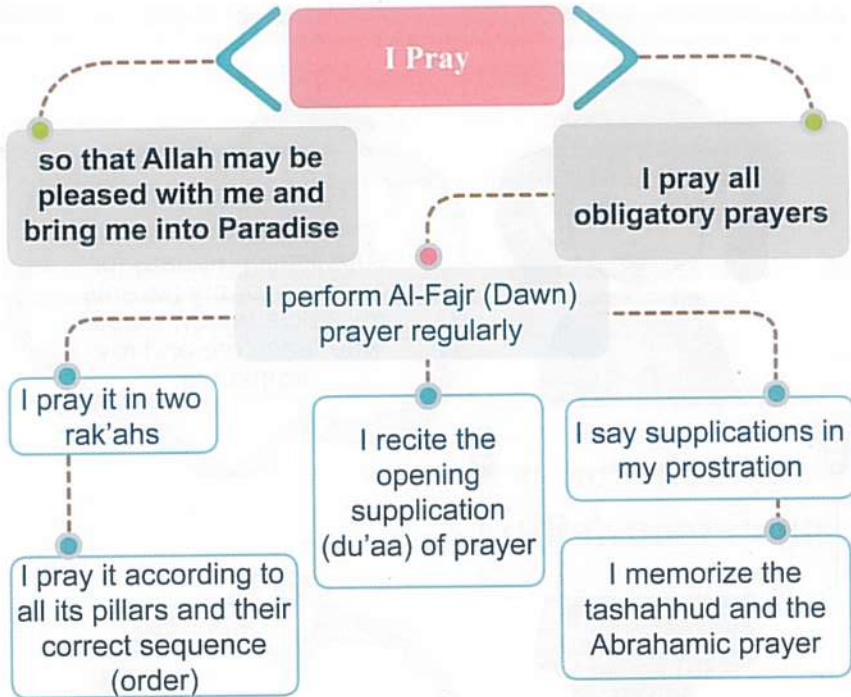 I Pray
so that Allah may be
pleased with me and
bring me into Paradise
I pray all
obligatory prayers
I perform Al-Fajr (Dawn)
prayer regularly
I pray it in two
rak'ahs
I recite the
opening
supplication
(du'aa) of prayer
I say supplications in
my prostration
I pray it according to
all its pillars and their
correct sequence
(order)
I memorize the
tashahhud and the
Abrahamic prayer